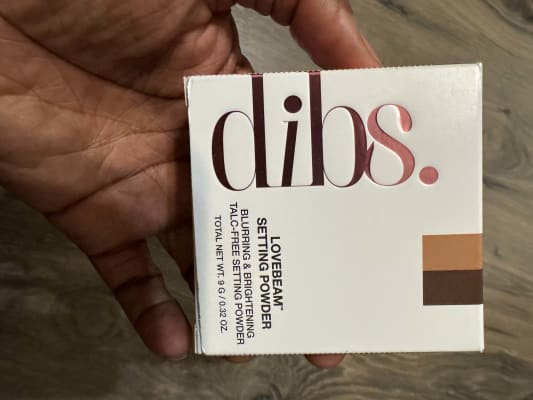 dibs.
LOVEBEAM™
SETTING POWDER
BLURRING & BRIGHTENING
TALC-FREE SETTING POWDER
TOTAL NET WT. 9 G / 0.32 OZ.